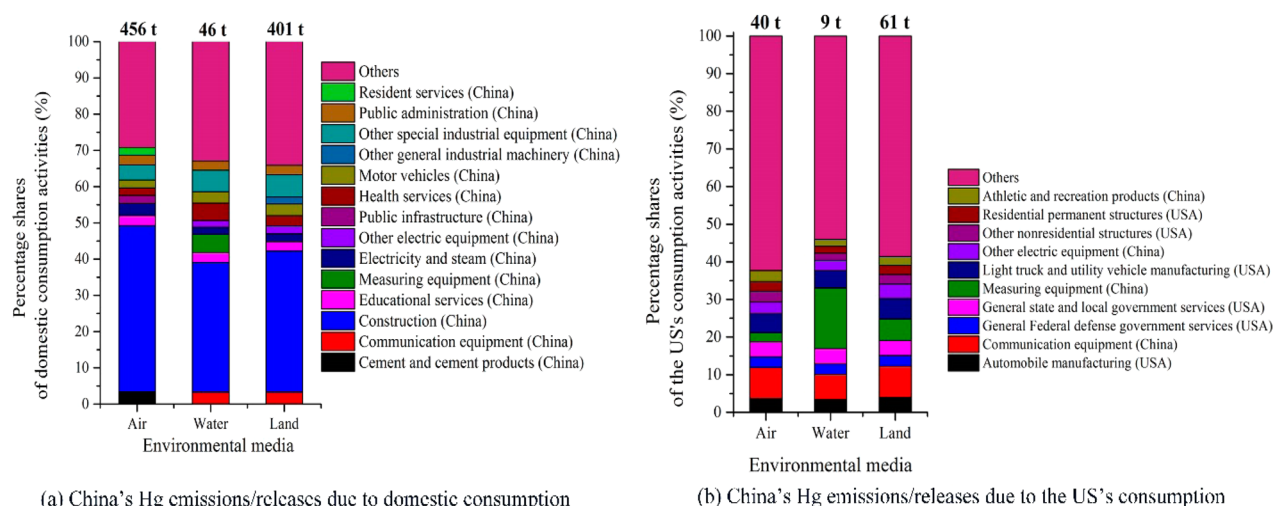 456 t 46 t 401 t
100
90
80
70
60
50
40
30
20
10
0
Percentage shares
of domestic consumption activities (%)
Air Water Land
Environmental media
Others
Resident services (China)
Public administration (China)
Other special industrial equipment (China)
Other general industrial machinery (China)
Motor vehicles (China)
Health services (China)
Public infrastructure (China)
Other electric equipment (China)
Electricity and steam (China)
Measuring equipment (China)
Educational services (China)
Construction (China)
Communication equipment (China)
Cement and cement products (China)
(a) China's Hg emissions/releases due to domestic consumption
40 t 9 t 61 t
100
90
80
70
60
50
40
30
20
10
0
Percentage shares
of the US's consumption activities (%)
Air Water Land
Environmental media
Others
Athletic and recreation products (China)
Residential permanent structures (USA)
Other nonresidential structures (USA)
Other electric equipment (China)
Light truck and utility vehicle manufacturing (USA)
Measuring equipment (China)
General state and local government services (USA)
General Federal defense government services (USA)
Communication equipment (China)
Automobile manufacturing (USA)
(b) China's Hg emissions/releases due to the US's consumption